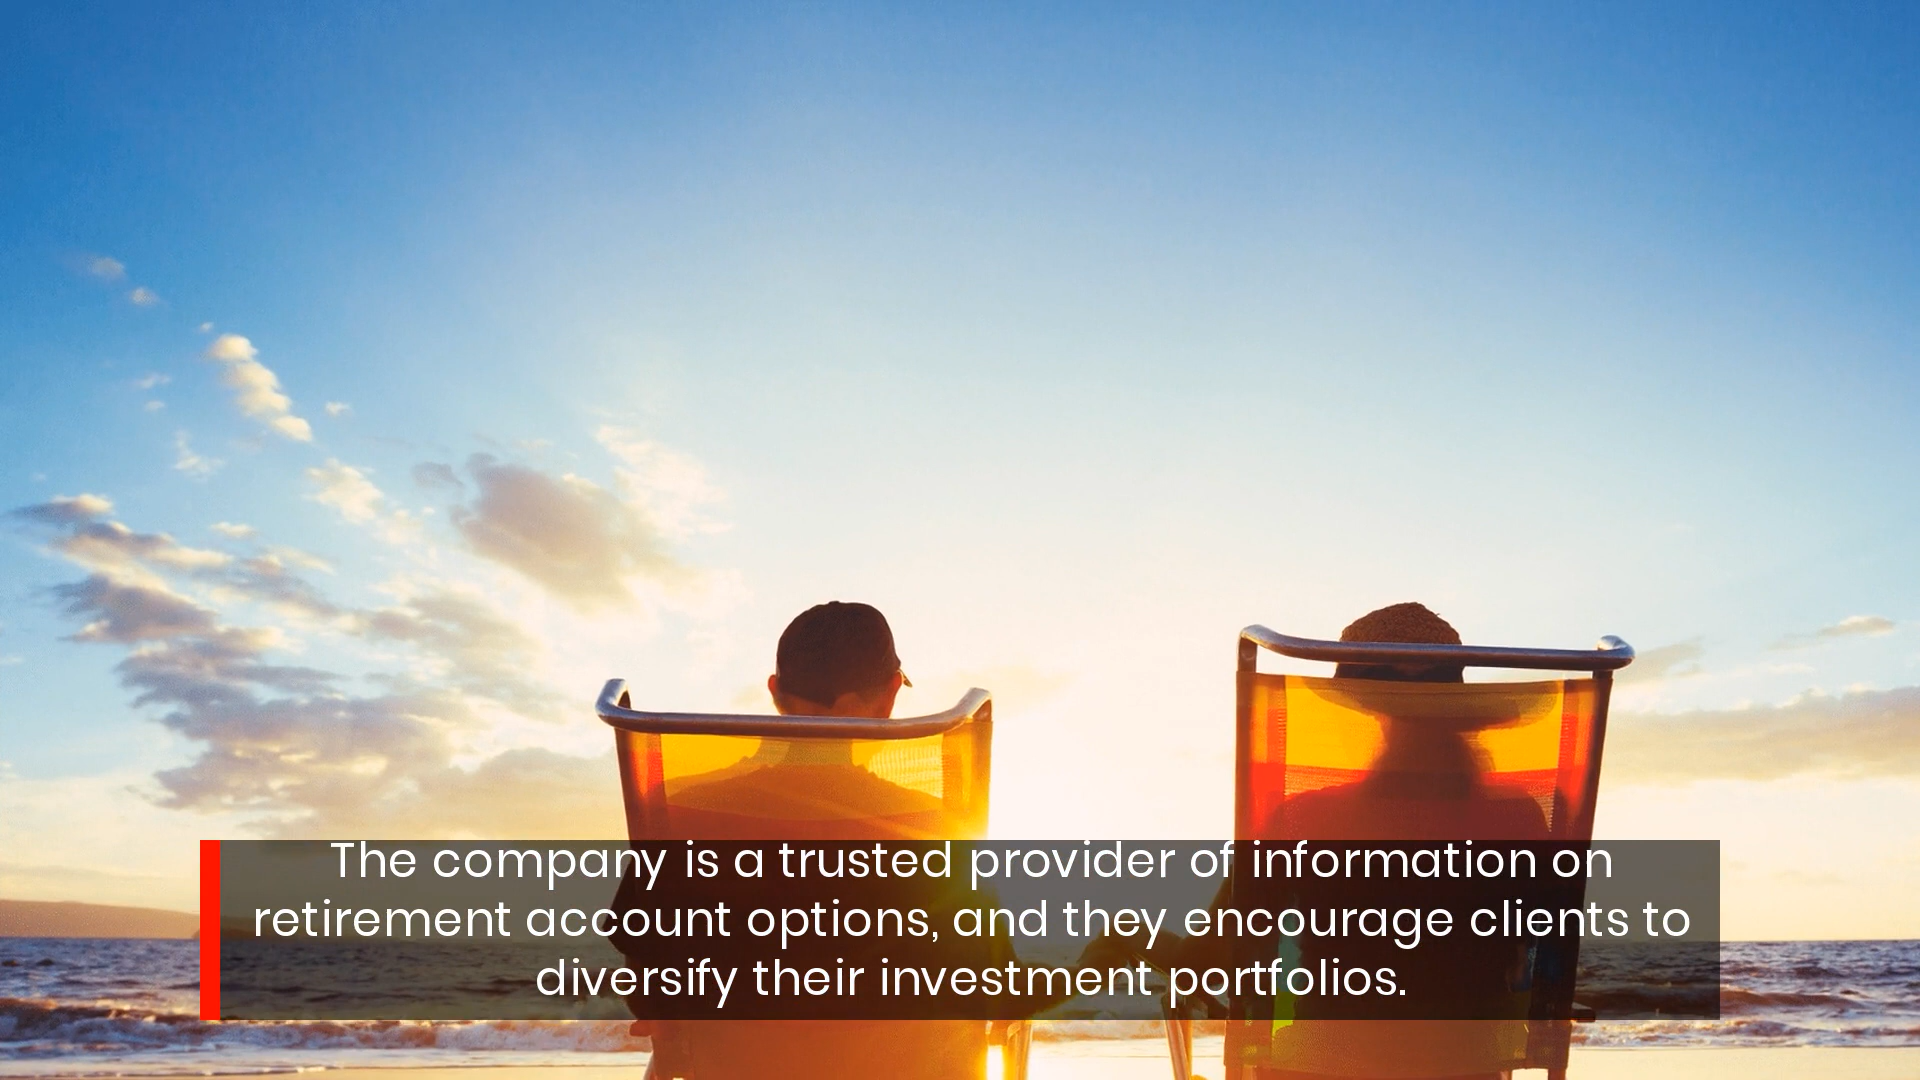 The company is a trusted provider of information on
retirement account options, and they encourage clients to
diversify their investment portfolios.